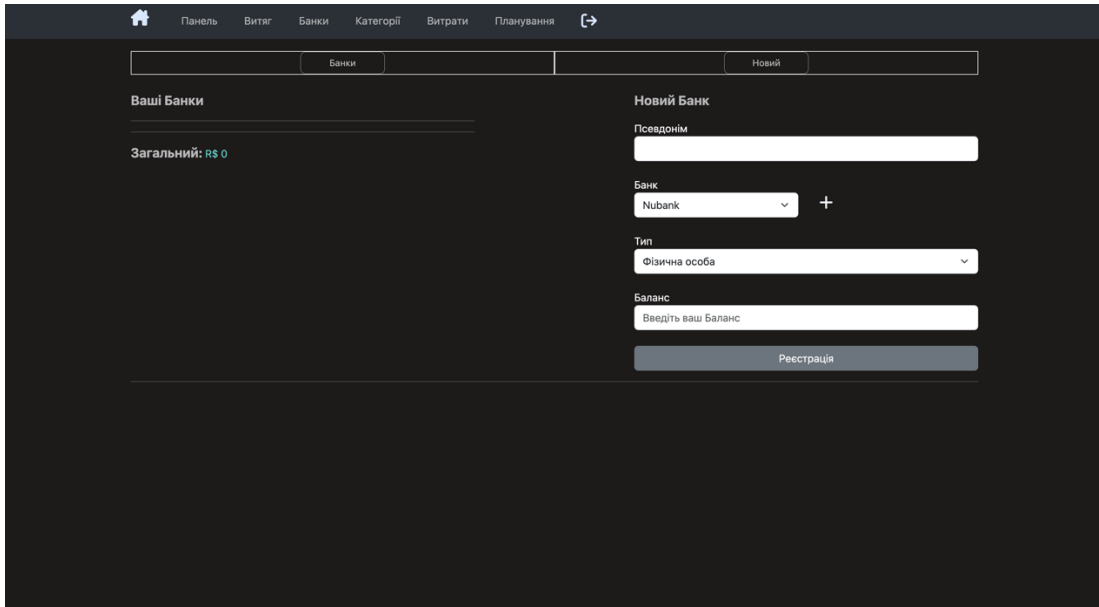 Панель Витяг Банки Категорії Витрати Планування
Банки Новий
Ваші Банки
Загальний: R$ 0
Новий Банк
Псевдонім
Банк
Nubank
Тип
Фізична особа
Баланс
Введіть ваш Баланс
Реєстрація